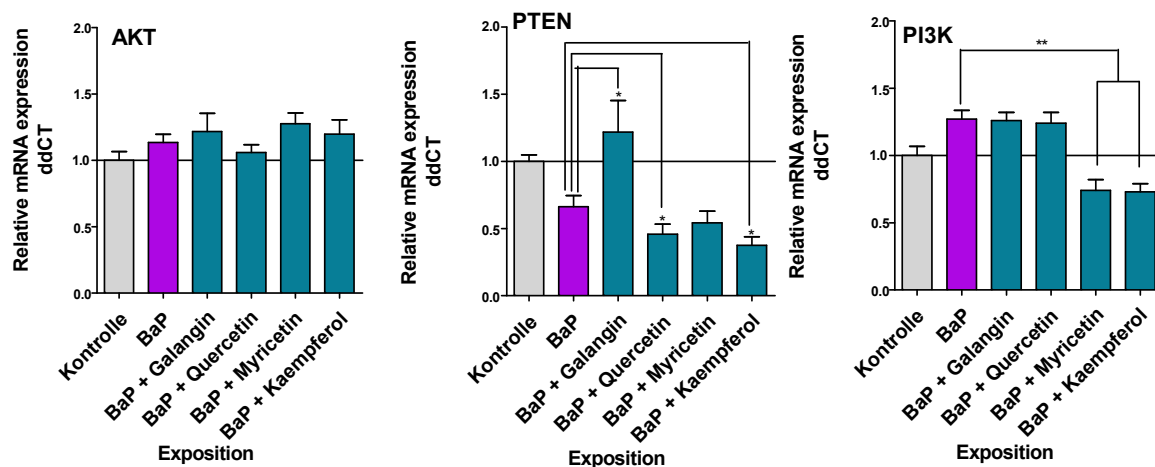 AKT
Relative mRNA expression
ddCT
2.0
1.5
1.0
0.5
0.0
Kontrolle
BaP
BaP + Galangin
BaP + Quercetin
BaP + Myricetin
BaP + Kaempferol
Exposition
PTEN
Relative mRNA expression
ddCT
2.0
1.5
1.0
0.5
0.0
*
*
*
Kontrolle
BaP
BaP + Galangin
BaP + Quercetin
BaP + Myricetin
BaP + Kaempferol
Exposition
PI3K
Relative mRNA expression
ddCT
2.0
1.5
1.0
0.5
0.0
**
Kontrolle
BaP
BaP + Galangin
BaP + Quercetin
BaP + Myricetin
BaP + Kaempferol
Exposition